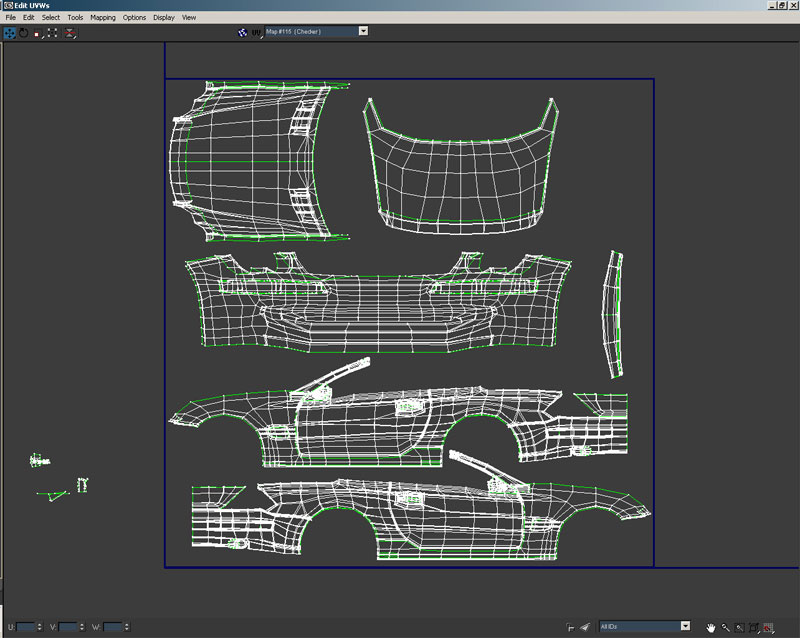 Edit UVWs
File Edit Select Tools Mapping Options Display View
UV Map #115 (Checker)
U: V: W: All IDs